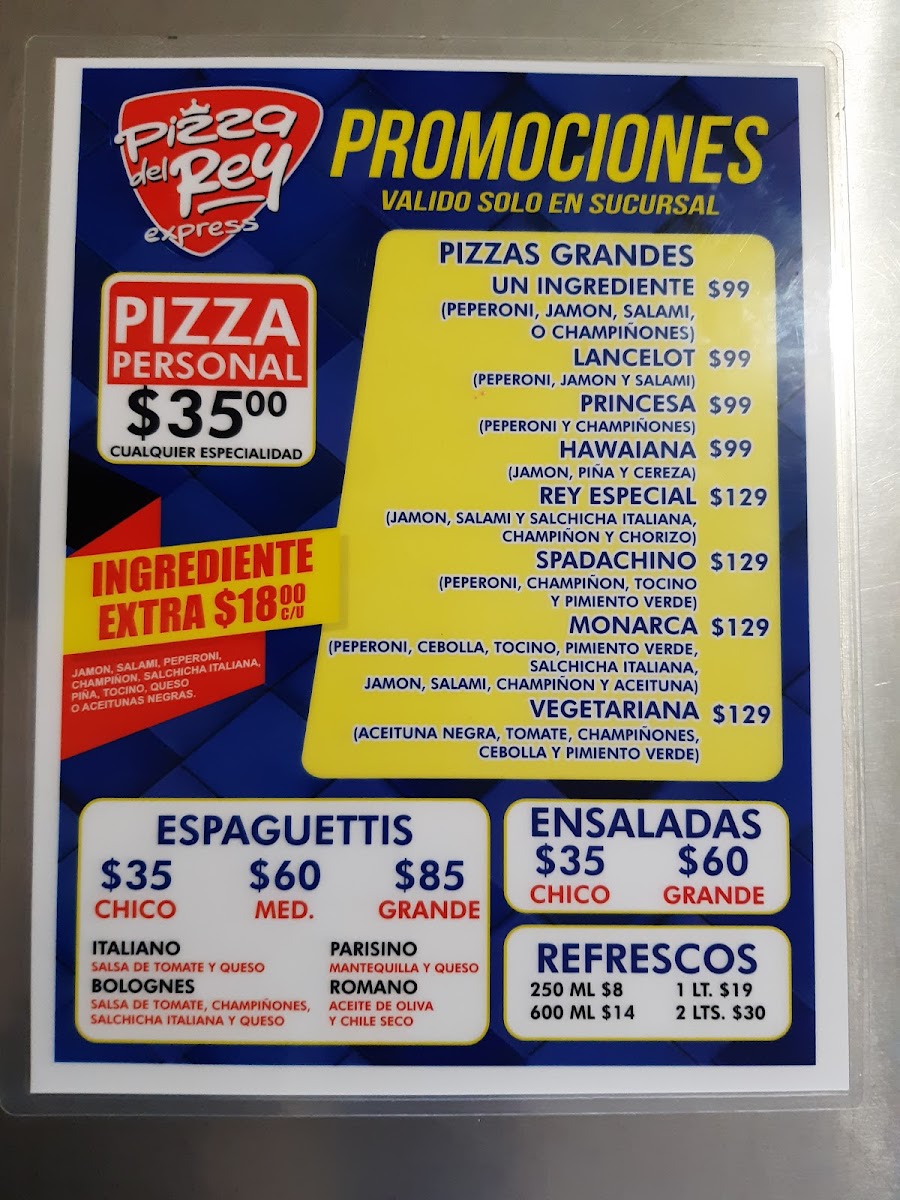 Pizza
del Rey
express
PROMOCIONES
VALIDO SOLO EN SUCURSAL
PIZZA
PERSONAL
$3500
CUALQUIER ESPECIALIDAD
PIZZAS GRANDES
UN INGREDIENTE $99
(PEPERONI, JAMON, SALAMI,
O CHAMPIÑONES)
LANCELOT $99
(PEPERONI, JAMON Y SALAMI)
PRINCESA $99
(PEPERONI Y CHAMPIÑONES)
HAWAIANA $99
(JAMON, PIÑA Y CEREZA)
REY ESPECIAL $129
(JAMON, SALAMI Y SALCHICHA ITALIANA,
CHAMPIÑON Y CHORIZO)
SPADACHINO $129
(PEPERONI, CHAMPIÑON, TOCINO
Y PIMIENTO VERDE)
MONARCA $129
(PEPERONI, CEBOLLA, TOCINO, PIMIENTO VERDE,
SALCHICHA ITALIANA,
JAMON, SALAMI, CHAMPIÑON Y ACEITUNA)
VEGETARIANA $129
(ACEITUNA NEGRA, TOMATE, CHAMPIÑONES,
CEBOLLA Y PIMIENTO VERDE)
INGREDIENTE
EXTRA $1800 C/U
JAMON, SALAMI, PEPERONI,
CHAMPIÑON, SALCHICHA ITALIANA,
PIÑA, TOCINO, QUESO
O ACEITUNAS NEGRAS.
ESPAGUETTIS
$35 $60 $85
CHICO MED. GRANDE
ITALIANO
SALSA DE TOMATE Y QUESO
BOLOGNES
SALSA DE TOMATE, CHAMPIÑONES,
SALCHICHA ITALIANA Y QUESO
PARISINO
MANTEQUILLA Y QUESO
ROMANO
ACEITE DE OLIVA
Y CHILE SECO
ENSALADAS
$35 $60
CHICO GRANDE
REFRESCOS
250 ML $8 1 LT. $19
600 ML $14 2 LTS. $30